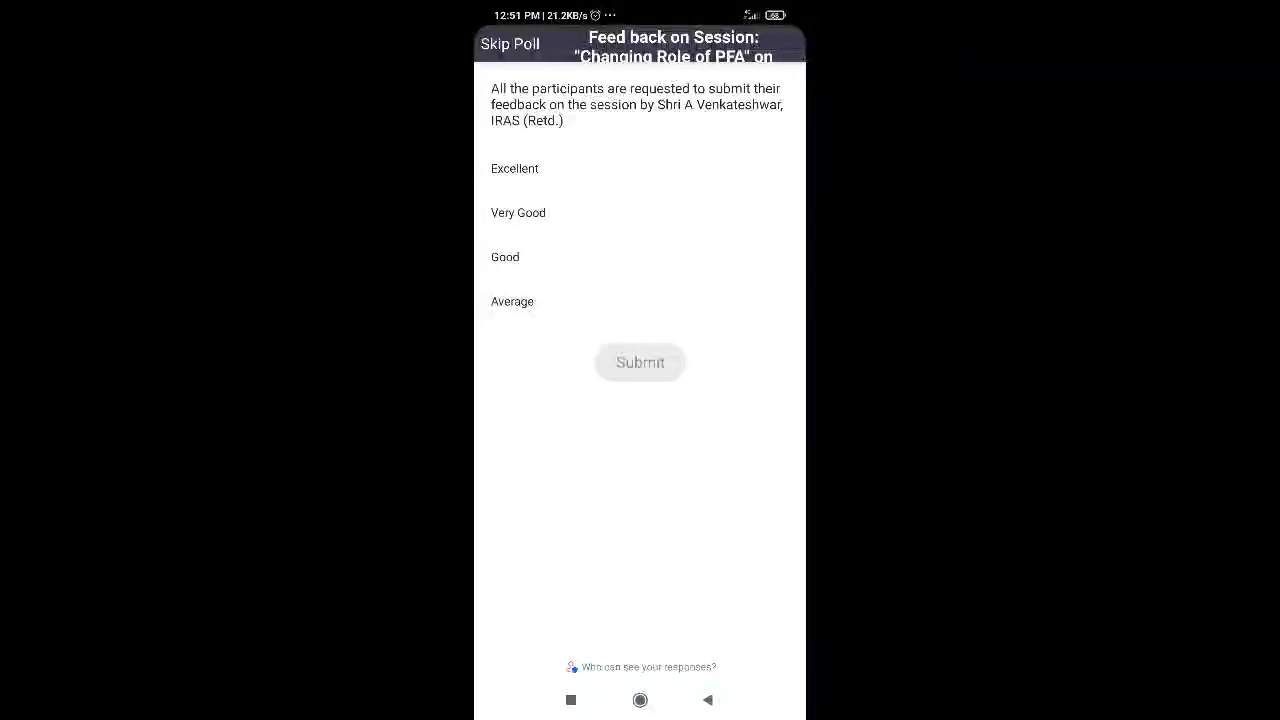 12:51 PM | 21.2KB/s ···
68
Skip Poll
Feed back on Session:
"Changing Role of PFA" on
All the participants are requested to submit their
feedback on the session by Shri A Venkateshwar,
IRAS (Retd.)
Excellent
Very Good
Good
Average
Submit
Who can see your responses?